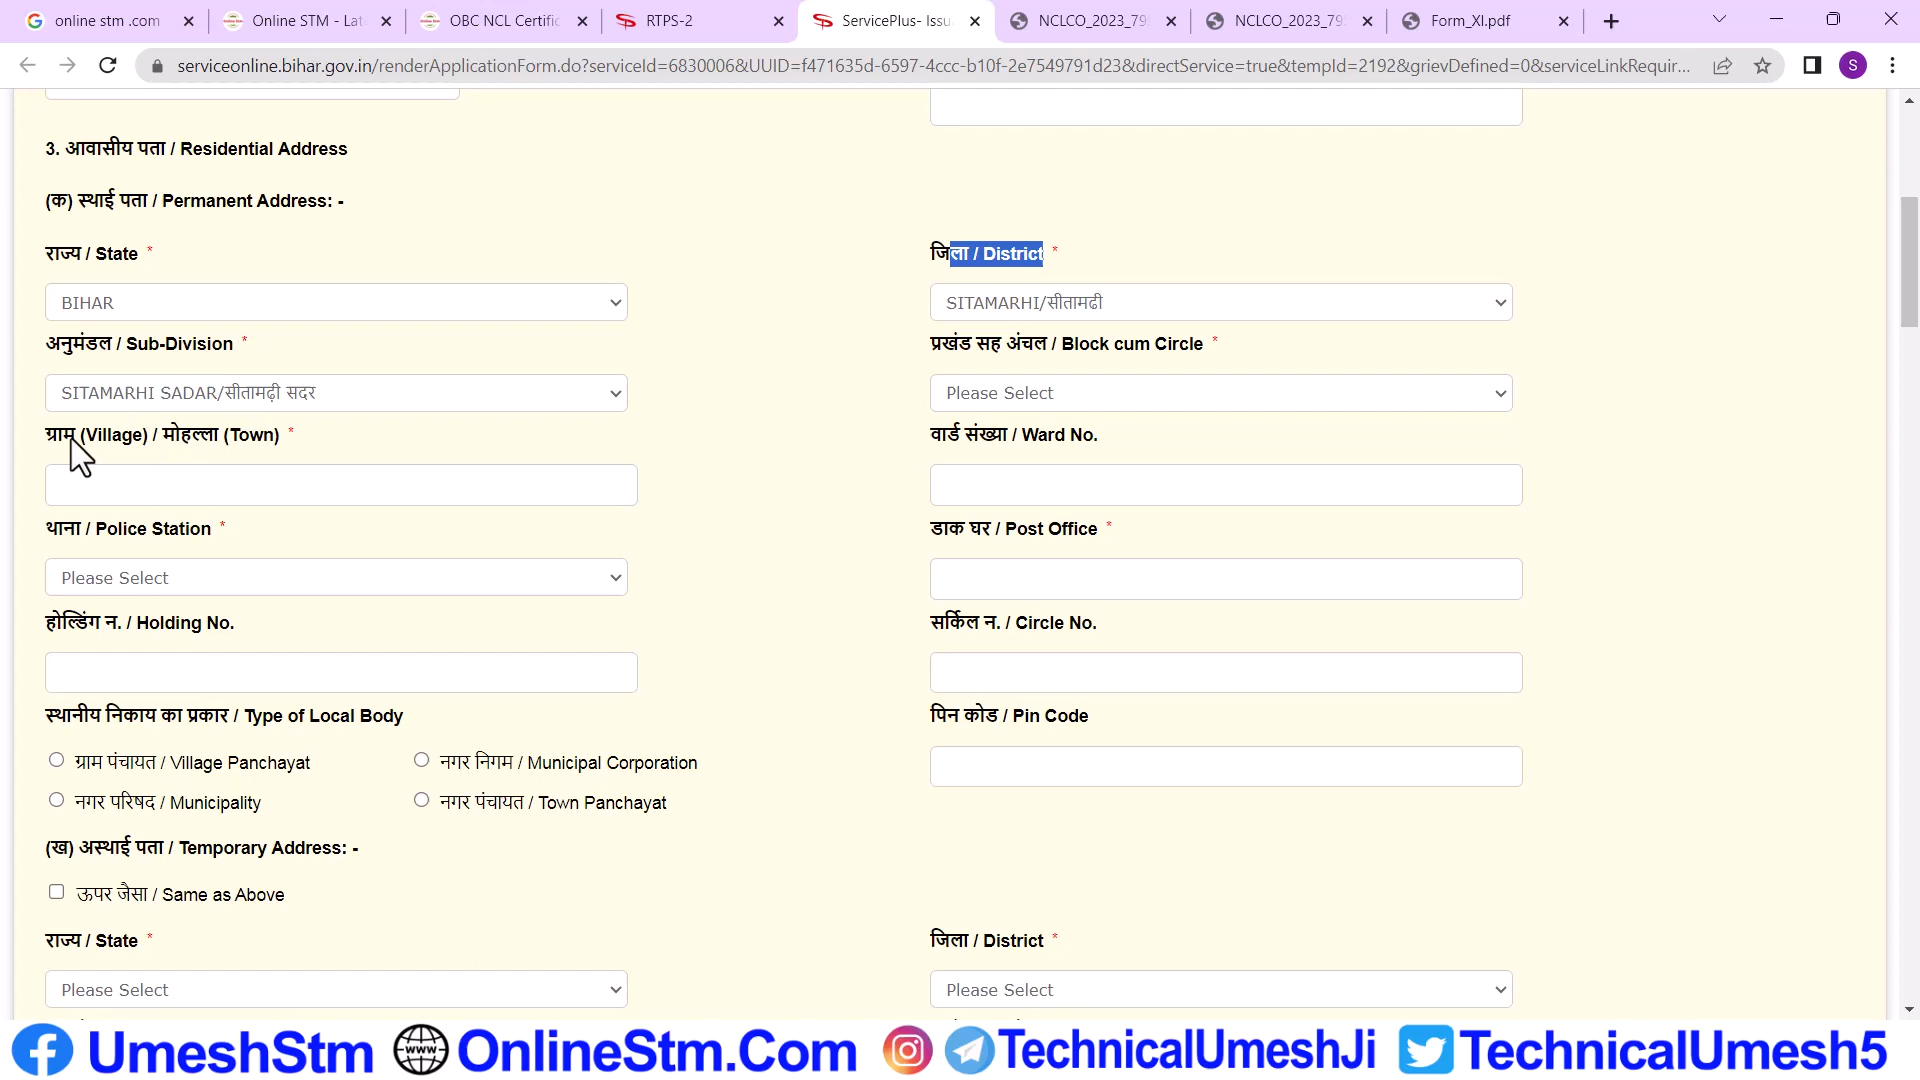 online stm .com
Online STM - Lat
OBC NCL Certific
RTPS-2
ServicePlus- Issu
NCLCO_2023_795
NCLCO_2023_795
Form_XI.pdf
serviceonline.bihar.gov.in/renderApplicationForm.do?serviceId=6830006&UUID=f471635d-6597-4ccc-b10f-2e7549791d23&directService=true&tempId=2192&grievDefined=0&serviceLinkRequir...
S
3. आवासीय पता / Residential Address
(क) स्थाई पता / Permanent Address: -
राज्य / State *
जिला / District *
BIHAR
SITAMARHI/सीतामढी
अनुमंडल / Sub-Division *
प्रखंड सह अंचल / Block cum Circle *
SITAMARHI SADAR/सीतामढ़ी सदर
Please Select
ग्राम (Village) / मोहल्ला (Town) *
वार्ड संख्या / Ward No.
थाना / Police Station *
डाक घर / Post Office *
Please Select
होल्डिंग न. / Holding No.
सर्किल न. / Circle No.
स्थानीय निकाय का प्रकार / Type of Local Body
पिन कोड / Pin Code
ग्राम पंचायत / Village Panchayat
नगर निगम / Municipal Corporation
नगर परिषद / Municipality
नगर पंचायत / Town Panchayat
(ख) अस्थाई पता / Temporary Address: -
ऊपर जैसा / Same as Above
राज्य / State *
जिला / District *
Please Select
Please Select
UmeshStm
www
OnlineStm.Com
TechnicalUmeshJi
TechnicalUmesh5